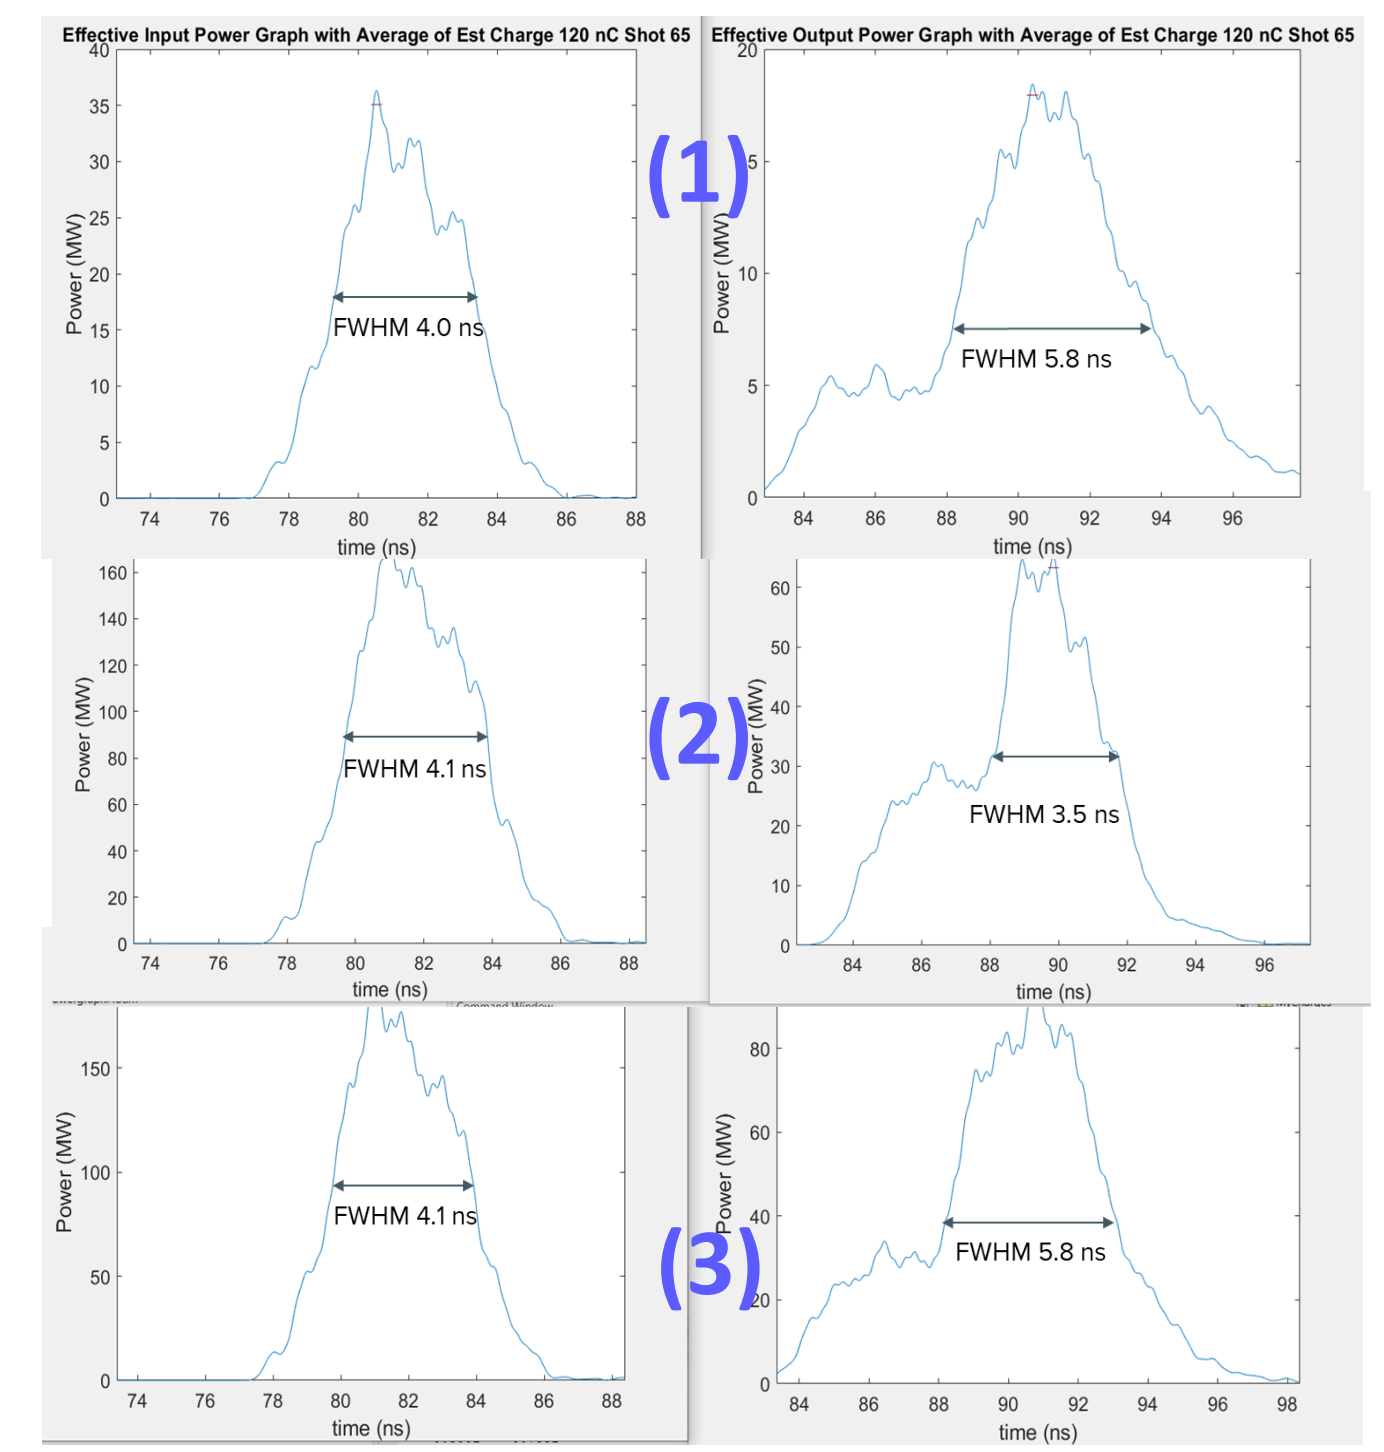 Effective Input Power Graph with Average of Est Charge 120 nC Shot 65
40
35
30
25
20
15
10
5
0
Power (MW)
FWHM 4.0 ns
74 76 78 80 82 84 86 88
time (ns)
Effective Output Power Graph with Average of Est Charge 120 nC Shot 65
20
5
10
5
0
Power (MW)
FWHM 5.8 ns
84 86 88 90 92 94 96
time (ns)
(1)
160
140
120
100
80
60
40
20
0
Power (MW)
FWHM 4.1 ns
74 76 78 80 82 84 86 88
time (ns)
(2)
60
50
40
30
20
10
0
Power (MW)
FWHM 3.5 ns
84 86 88 90 92 94 96
time (ns)
Command Window
150
100
50
0
Power (MW)
FWHM 4.1 ns
74 76 78 80 82 84 86 88
time (ns)
(3)
80
60
40
20
0
Power (MW)
FWHM 5.8 ns
84 86 88 90 92 94 96 98
time (ns)